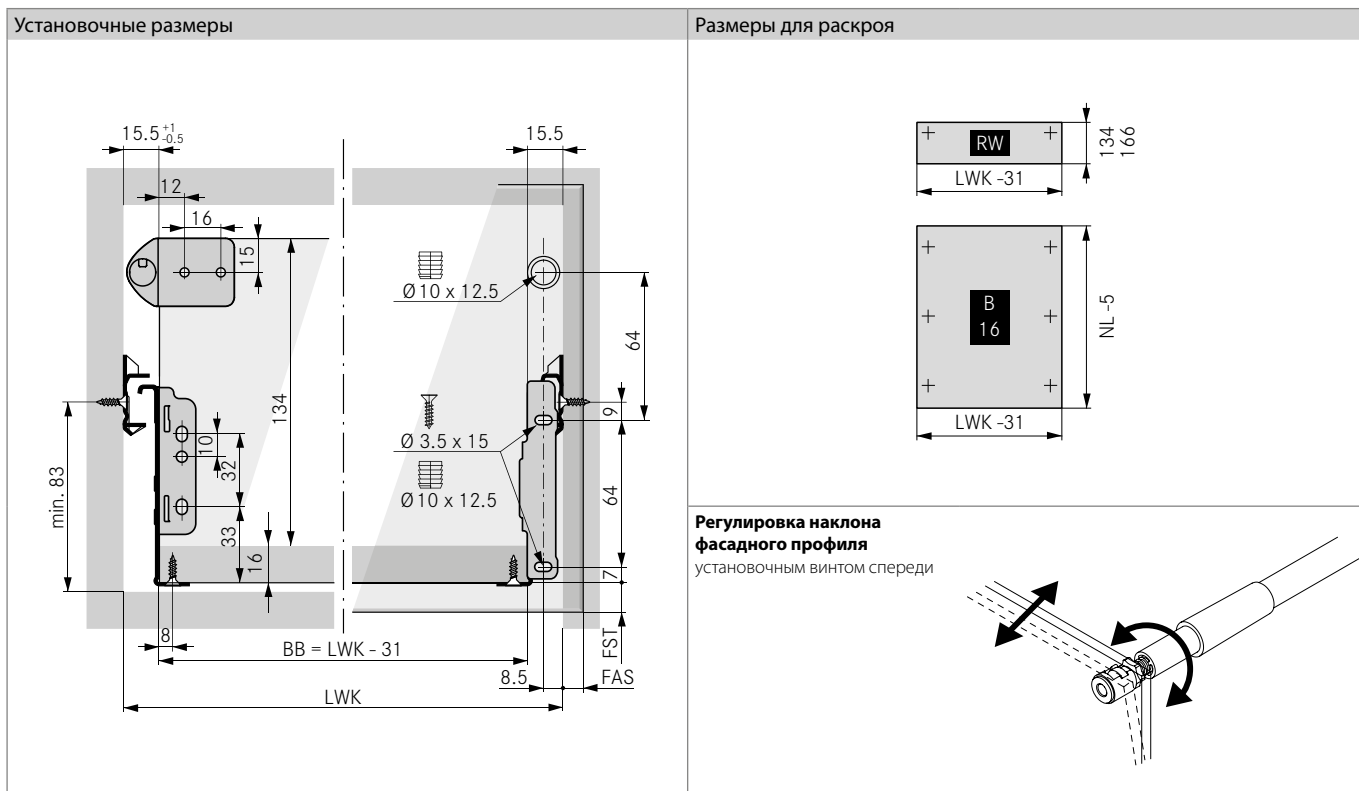 Установочные размеры
Размеры для раскроя
15.5 +1 -0.5
15.5
12
16
15
Ø 10 x 12.5
64
134
9
Ø 3.5 x 15
10
32
Ø 10 x 12.5
min. 83
64
33
16
7
8
BB = LWK - 31
FST
8.5
FAS
LWK
RW
134
166
LWK -31
B
16
NL -5
LWK -31
Регулировка наклона
фасадного профиля
установочным винтом спереди